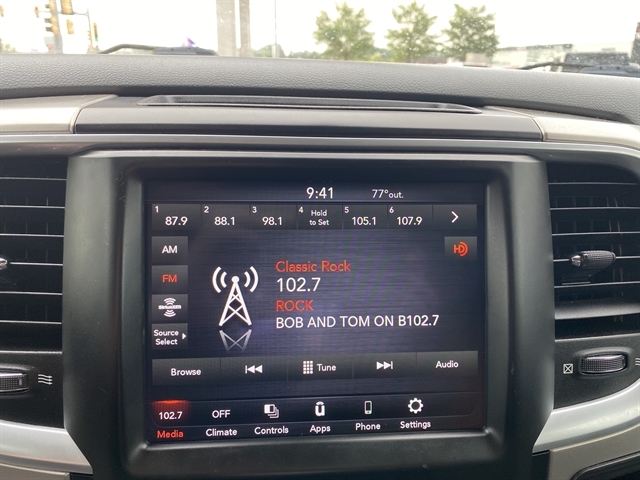 9:41 77°out.
1 87.9 2 88.1 3 98.1 4 Hold to Set 5 105.1 6 107.9
AM
FM
SiriusXM
Source Select
HD
Classic Rock
102.7
ROCK
BOB AND TOM ON B102.7
Browse Tune Audio
102.7 OFF
Media Climate Controls Apps Phone Settings